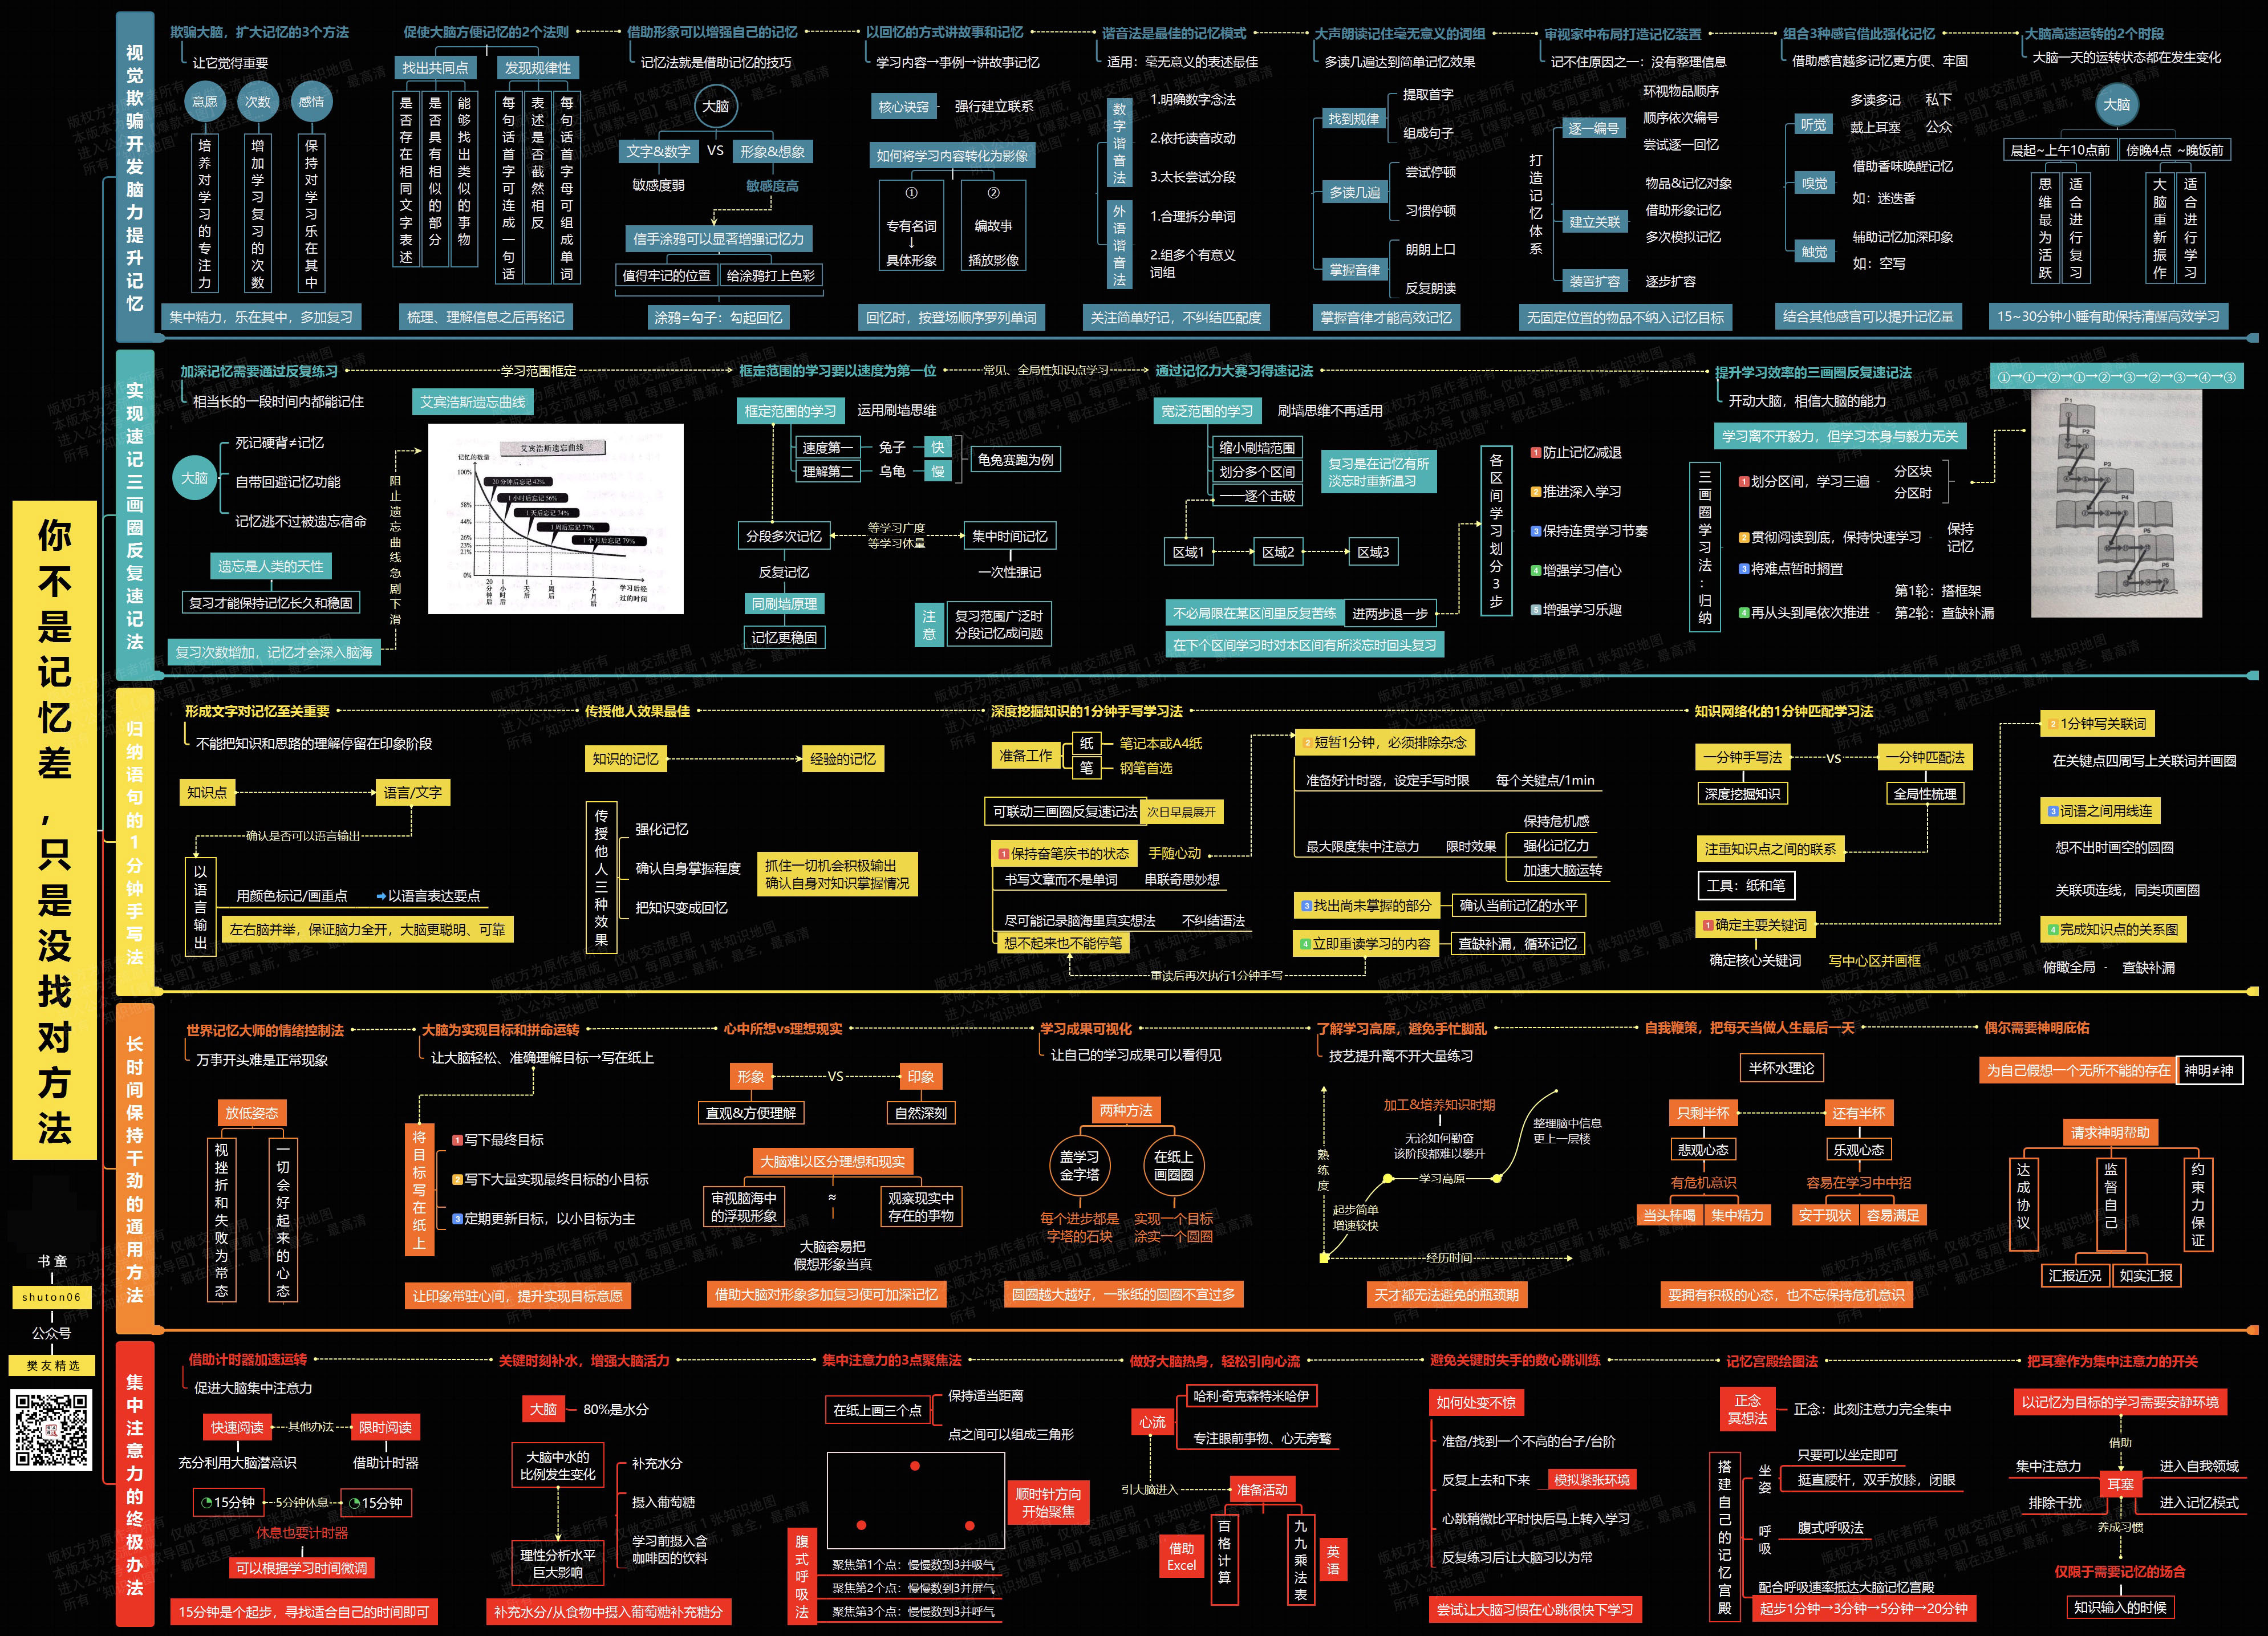 你不是记忆差，只是没找对方法
书童
shuton06
公众号
樊友精选
视觉欺骗开发脑力提升记忆
欺骗大脑，扩大记忆的3个方法
让它觉得重要
意愿
次数
感情
培养对学习的专注力
增加学习复习的次数
保持对学习乐在其中
集中精力，乐在其中，多加复习
促使大脑方便记忆的2个法则
找出共同点
发现规律性
是否存在相同文字表述
是否具有相似的部分
能够找出类似的事物
每句话首字可连成一句话
表述是否截然相反
每句话首字母可组成单词
梳理、理解信息之后再铭记
借助形象可以增强自己的记忆
记忆法就是借助记忆的技巧
大脑
文字&数字
VS
形象&想象
敏感度弱
敏感度高
信手涂鸦可以显著增强记忆力
值得牢记的位置
给涂鸦打上色彩
涂鸦=勾子：勾起回忆
以回忆的方式讲故事和记忆
学习内容→事例→讲故事记忆
核心诀窍
强行建立联系
如何将学习内容转化为影像
①
专有名词
↓
具体形象
②
编故事
播放影像
回忆时，按登场顺序罗列单词
谐音法是最佳的记忆模式
适用：毫无意义的表述最佳
数字谐音法
1.明确数字念法
2.依托读音改动
3.太长尝试分段
外语谐音法
1.合理拆分单词
2.组多个有意义
词组
关注简单好记，不纠结匹配度
大声朗读记住毫无意义的词组
多读几遍达到简单记忆效果
找到规律
提取首字
组成句子
多读几遍
尝试停顿
习惯停顿
掌握音律
朗朗上口
反复朗读
掌握音律才能高效记忆
审视家中布局打造记忆装置
记不住原因之一：没有整理信息
打造记忆体系
逐一编号
环视物品顺序
顺序依次编号
尝试逐一回忆
建立关联
物品&记忆对象
借助形象记忆
多次模拟记忆
装置扩容
逐步扩容
无固定位置的物品不纳入记忆目标
组合3种感官借此强化记忆
借助感官越多记忆更方便、牢固
听觉
多读多记
私下
戴上耳塞
公众
嗅觉
借助香味唤醒记忆
如：迷迭香
触觉
辅助记忆加深印象
如：空写
结合其他感官可以提升记忆量
大脑高速运转的2个时段
大脑一天的运转状态都在发生变化
大脑
晨起~上午10点前
傍晚4点 ~晚饭前
思维最为活跃
适合进行复习
大脑重新振作
适合进行学习
15~30分钟小睡有助保持清醒高效学习
实现速记三画圈反复速记法
加深记忆需要通过反复练习
相当长的一段时间内都能记住
大脑
死记硬背≠记忆
自带回避记忆功能
记忆逃不过被遗忘宿命
遗忘是人类的天性
复习才能保持记忆长久和稳固
复习次数增加，记忆才会深入脑海
阻止遗忘曲线急剧下滑
学习范围框定
艾宾浩斯遗忘曲线
艾宾浩斯遗忘曲线
记忆的数量
100%
58%
44%
26%
23%
21%
0%
20分钟后忘记 42%
1小时后忘记 56%
1天后忘记 74%
1周后忘记 77%
1个月后忘记 79%
20分钟后
1小时后
1天后
1周后
1个月后
学习后经
过的时间
框定范围的学习要以速度为第一位
框定范围的学习
运用刷墙思维
速度第一
兔子
快
理解第二
乌龟
慢
龟兔赛跑为例
分段多次记忆
等学习广度
等学习体量
集中时间记忆
反复记忆
一次性强记
同刷墙原理
记忆更稳固
注意
复习范围广泛时
分段记忆成问题
常见、全局性知识点学习
通过记忆力大赛习得速记法
宽泛范围的学习
刷墙思维不再适用
缩小刷墙范围
划分多个区间
一一逐个击破
复习是在记忆有所
淡忘时重新温习
区域1
区域2
区域3
不必局限在某区间里反复苦练
进两步退一步
在下个区间学习时对本区间有所淡忘时回头复习
各区间学习划分3步
1防止记忆减退
2推进深入学习
3保持连贯学习节奏
4增强学习信心
5增强学习乐趣
提升学习效率的三画圈反复速记法
开动大脑，相信大脑的能力
学习离不开毅力，但学习本身与毅力无关
①→①→②→①→②→③→②→③→④→③
三画圈学习法：归纳
1划分区间，学习三遍
分区块
分区时
2贯彻阅读到底，保持快速学习
保持
记忆
3将难点暂时搁置
4再从头到尾依次推进
第1轮：搭框架
第2轮：查缺补漏
P1
P2
P3
P4
P5
P6
归纳语句的1分钟手写法
形成文字对记忆至关重要
不能把知识和思路的理解停留在印象阶段
知识点
语言/文字
确认是否可以语言输出
以语言输出
用颜色标记/画重点
以语言表达要点
左右脑并举，保证脑力全开，大脑更聪明、可靠
传授他人效果最佳
知识的记忆
经验的记忆
传授他人三种效果
强化记忆
确认自身掌握程度
把知识变成回忆
抓住一切机会积极输出
确认自身对知识掌握情况
深度挖掘知识的1分钟手写学习法
准备工作
纸
笔记本或A4纸
笔
钢笔首选
可联动三画圈反复速记法
次日早晨展开
1保持奋笔疾书的状态
手随心动
书写文章而不是单词
串联奇思妙想
尽可能记录脑海里真实想法
不纠结语法
想不起来也不能停笔
重读后再次执行1分钟手写
2短暂1分钟，必须排除杂念
准备好计时器，设定手写时限
每个关键点/1min
最大限度集中注意力
限时效果
保持危机感
强化记忆力
加速大脑运转
3找出尚未掌握的部分
确认当前记忆的水平
4立即重读学习的内容
查缺补漏，循环记忆
知识网络化的1分钟匹配学习法
一分钟手写法
VS
一分钟匹配法
深度挖掘知识
全局性梳理
注重知识点之间的联系
工具：纸和笔
1确定主要关键词
确定核心关键词
写中心区并画框
2 1分钟写关联词
在关键点四周写上关联词并画圈
3词语之间用线连
想不出时画空的圆圈
关联项连线，同类项画圈
4完成知识点的关系图
俯瞰全局 - 查缺补漏
长时间保持干劲的通用方法
世界记忆大师的情绪控制法
万事开头难是正常现象
放低姿态
视挫折和失败为常态
一切会好起来的心态
大脑为实现目标和拼命运转
让大脑轻松、准确理解目标→写在纸上
将目标写在纸上
1写下最终目标
2写下大量实现最终目标的小目标
3定期更新目标，以小目标为主
让印象常驻心间，提升实现目标意愿
心中所想vs理想现实
形象
VS
印象
直观&方便理解
自然深刻
大脑难以区分理想和现实
审视脑海中
的浮现形象
≈
观察现实中
存在的事物
大脑容易把
假想形象当真
借助大脑对形象多加复习便可加深记忆
学习成果可视化
让自己的学习成果可以看得见
两种方法
盖学习
金字塔
在纸上
画圈圈
每个进步都是
字塔的石块
实现一个目标
涂实一个圆圈
圆圈越大越好，一张纸的圆圈不宜过多
了解学习高原，避免手忙脚乱
技艺提升离不开大量练习
熟练度
加工&培养知识时期
无论如何勤奋
该阶段都难以攀升
学习高原
整理脑中信息
更上一层楼
起步简单
增速较快
经历时间
天才都无法避免的瓶颈期
自我鞭策，把每天当做人生最后一天
半杯水理论
只剩半杯
还有半杯
悲观心态
乐观心态
有危机意识
容易在学习中中招
当头棒喝
集中精力
安于现状
容易满足
要拥有积极的心态，也不忘保持危机意识
偶尔需要神明庇佑
为自己假想一个无所不能的存在
神明≠神
请求神明帮助
达成协议
监督自己
约束力保证
汇报近况
如实汇报
集中注意力的终极办法
借助计时器加速运转
促进大脑集中注意力
快速阅读
其他办法
限时阅读
充分利用大脑潜意识
借助计时器
15分钟
5分钟休息
15分钟
休息也要计时器
可以根据学习时间微调
15分钟是个起步，寻找适合自己的时间即可
关键时刻补水，增强大脑活力
大脑
80%是水分
大脑中水的
比例发生变化
理性分析水平
巨大影响
补充水分
摄入葡萄糖
学习前摄入含
咖啡因的饮料
补充水分/从食物中摄入葡萄糖补充糖分
集中注意力的3点聚焦法
在纸上画三个点
保持适当距离
点之间可以组成三角形
顺时针方向
开始聚焦
腹式呼吸法
聚焦第1个点：慢慢数到3并吸气
聚焦第2个点：慢慢数到3并屏气
聚焦第3个点：慢慢数到3并呼气
做好大脑热身，轻松引向心流
心流
哈利·奇克森特米哈伊
专注眼前事物、心无旁鹜
引大脑进入
准备活动
借助
Excel
百格计算
九九乘法表
英语
避免关键时失手的数心跳训练
如何处变不惊
准备/找到一个不高的台子/台阶
反复上去和下来
模拟紧张环境
心跳稍微比平时快后马上转入学习
反复练习后让大脑习以为常
尝试让大脑习惯在心跳很快下学习
记忆宫殿绘图法
正念
冥想法
正念：此刻注意力完全集中
搭建自己的记忆宫殿
坐姿
只要可以坐定即可
挺直腰杆，双手放膝，闭眼
呼吸
腹式呼吸法
配合呼吸速率抵达大脑记忆宫殿
起步1分钟→3分钟→5分钟→20分钟
把耳塞作为集中注意力的开关
以记忆为目标的学习需要安静环境
借助
耳塞
集中注意力
进入自我领域
排除干扰
进入记忆模式
养成习惯
仅限于需要记忆的场合
知识输入的时候
版权方为原作者所有
本版本为交流原版，仅做交流使用
进入公众号【爆款导图】每周更新1张知识地图
所有“知识地图”，都在这里... 最新，最全，最高清